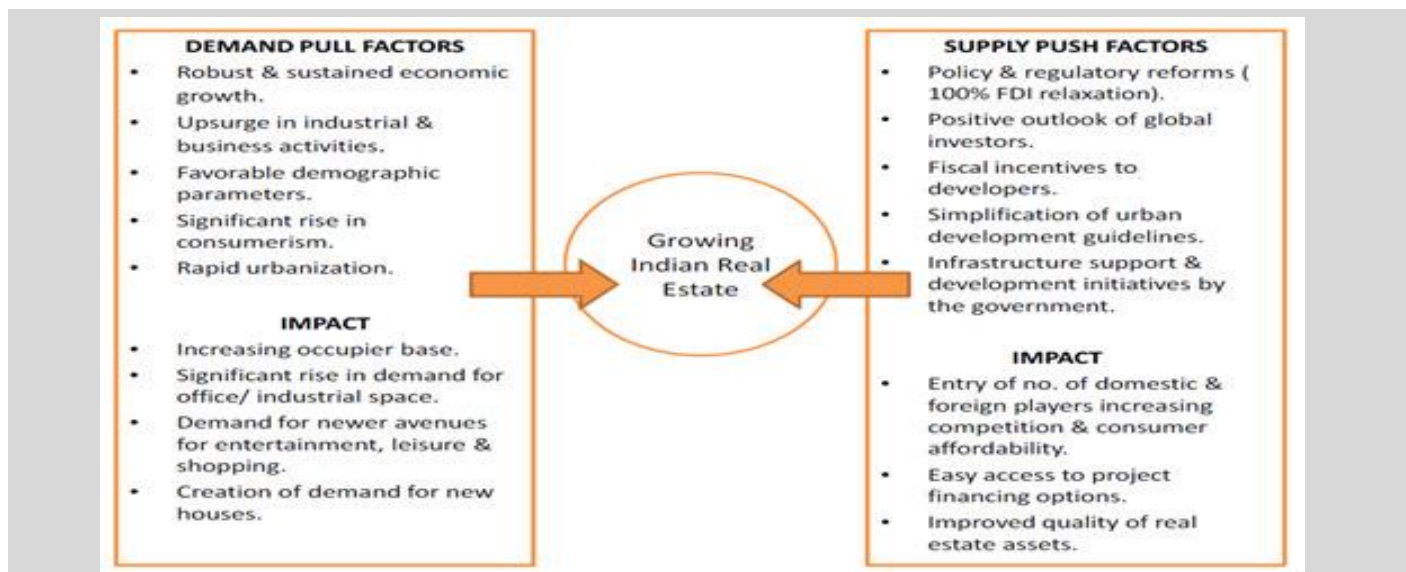 DEMAND PULL FACTORS
• Robust & sustained economic
growth.
• Upsurge in industrial &
business activities.
• Favorable demographic
parameters.
• Significant rise in
consumerism.
• Rapid urbanization.
IMPACT
• Increasing occupier base.
• Significant rise in demand for
office/ industrial space.
• Demand for newer avenues
for entertainment, leisure &
shopping.
• Creation of demand for new
houses.
Growing
Indian Real
Estate
SUPPLY PUSH FACTORS
• Policy & regulatory reforms (
100% FDI relaxation).
• Positive outlook of global
investors.
• Fiscal incentives to
developers.
• Simplification of urban
development guidelines.
• Infrastructure support &
development initiatives by
the government.
IMPACT
• Entry of no. of domestic &
foreign players increasing
competition & consumer
affordability.
• Easy access to project
financing options.
• Improved quality of real
estate assets.